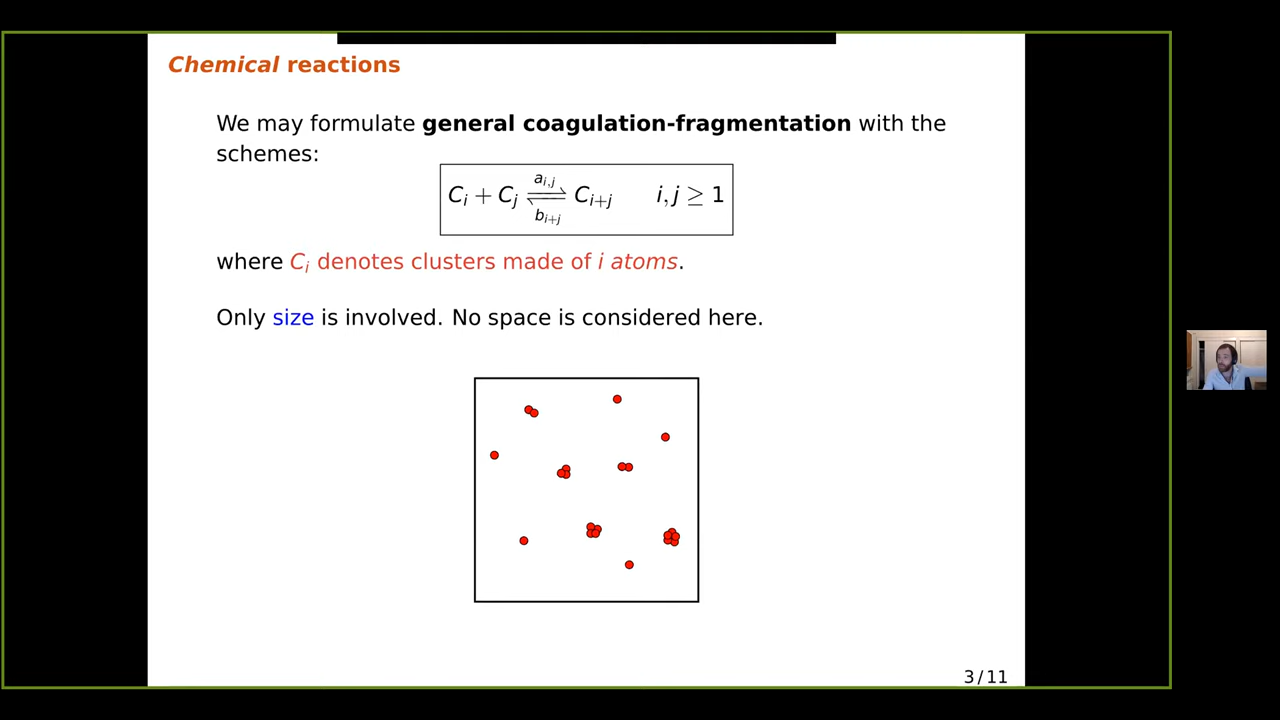 Chemical reactions
We may formulate general coagulation-fragmentation with the
schemes:
C_i + C_j ⇌ C_{i+j} i, j ≥ 1
a_{i,j}
b_{i+j}
where C_i denotes clusters made of i atoms.
Only size is involved. No space is considered here.
3 / 11